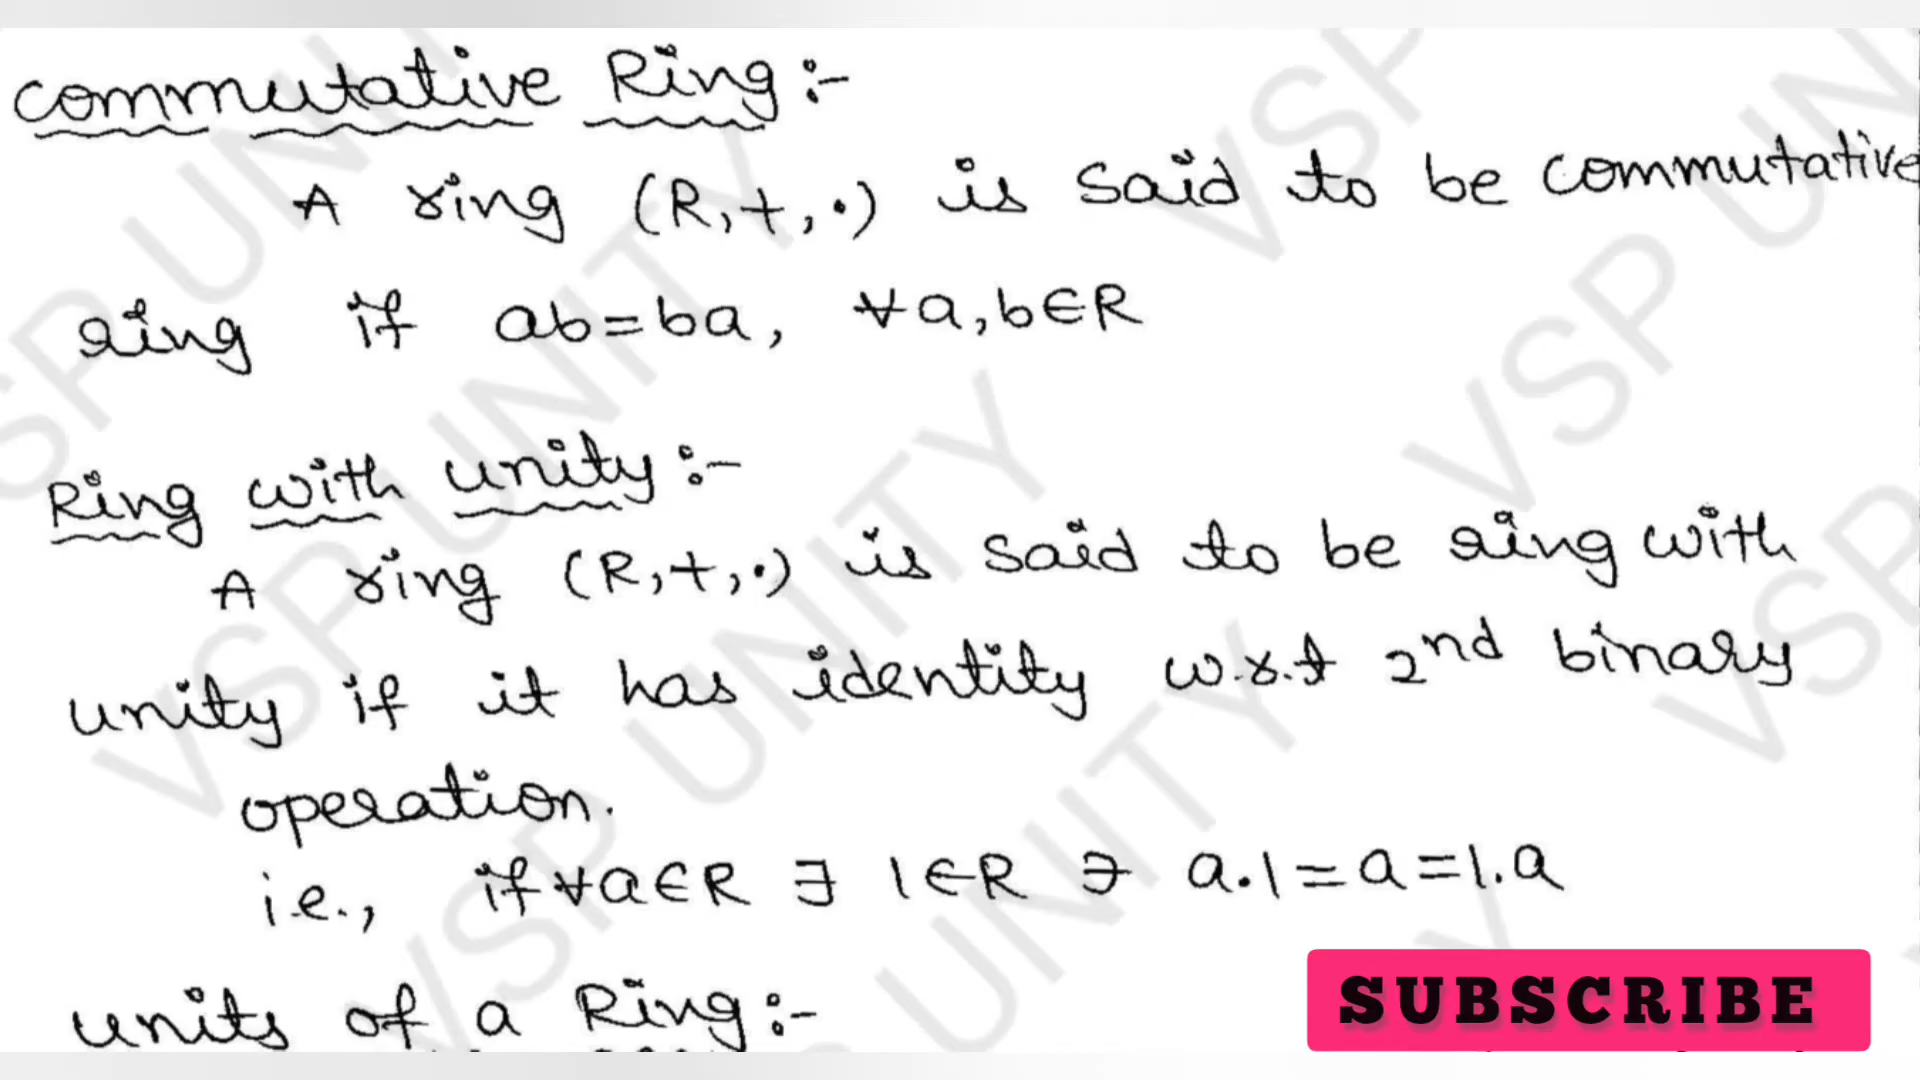 commutative Ring:-
A ring (R,+,·) is said to be commutative
ring if ab=ba, ∀a,b∈R
Ring with unity:-
A ring (R,+,·) is said to be ring with
unity if it has identity w.r.t 2nd binary
operation.
i.e., if ∀a∈R ∃ 1∈R ∋ a.1=a=1.a
units of a Ring:-
SUBSCRIBE
VSP UNITY